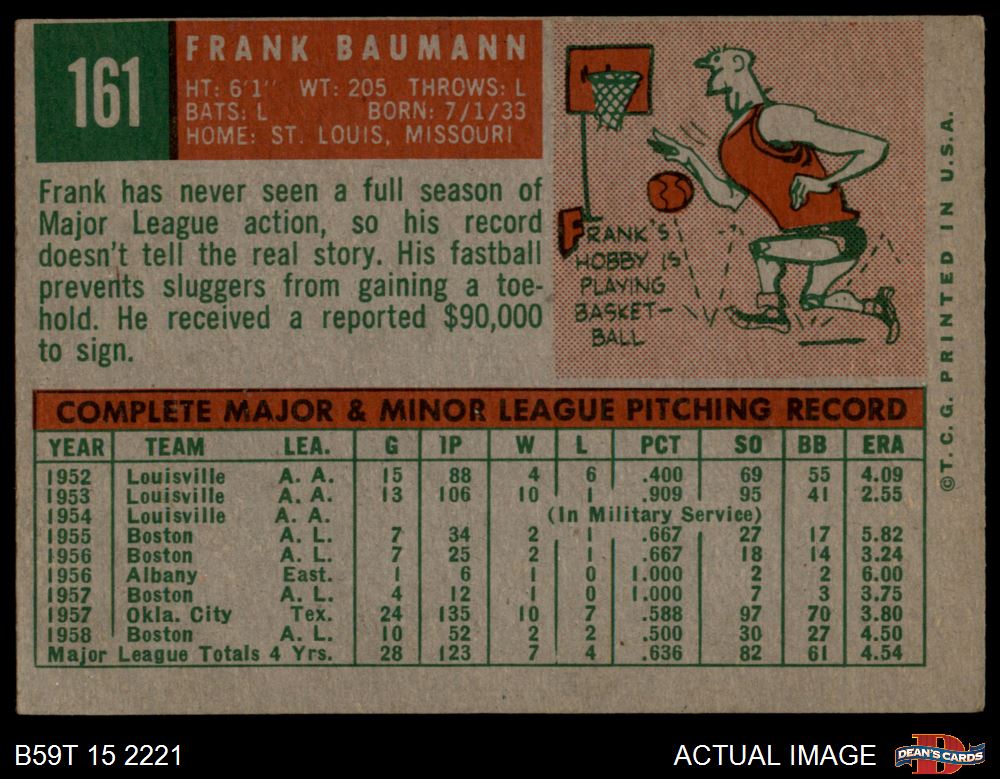 161
FRANK BAUMANN
HT: 6'1" WT: 205 THROWS: L
BATS: L BORN: 7/1/33
HOME: ST. LOUIS, MISSOURI
Frank has never seen a full season of
Major League action, so his record
doesn't tell the real story. His fastball
prevents sluggers from gaining a toe-
hold. He received a reported $90,000
to sign.
FRANK'S
HOBBY IS
PLAYING
BASKET-
BALL
©T. C. G. PRINTED IN U.S.A.
COMPLETE MAJOR & MINOR LEAGUE PITCHING RECORD
YEAR TEAM LEA. G IP W L PCT SO BB ERA
1952 Louisville A. A. 15 88 4 6 .400 69 55 4.09
1953 Louisville A. A. 13 106 10 1 .909 95 41 2.55
1954 Louisville A. A. (In Military Service)
1955 Boston A. L. 7 34 2 1 .667 27 17 5.82
1956 Boston A. L. 7 25 2 1 .667 18 14 3.24
1956 Albany East. 1 6 1 0 1.000 2 2 6.00
1957 Boston A. L. 4 12 1 0 1.000 7 3 3.75
1957 Okla. City Tex. 24 135 10 7 .588 97 70 3.80
1958 Boston A. L. 10 52 2 2 .500 30 27 4.50
Major League Totals 4 Yrs. 28 123 7 4 .636 82 61 4.54
B59T 15 2221
ACTUAL IMAGE
DEAN'S CARDS